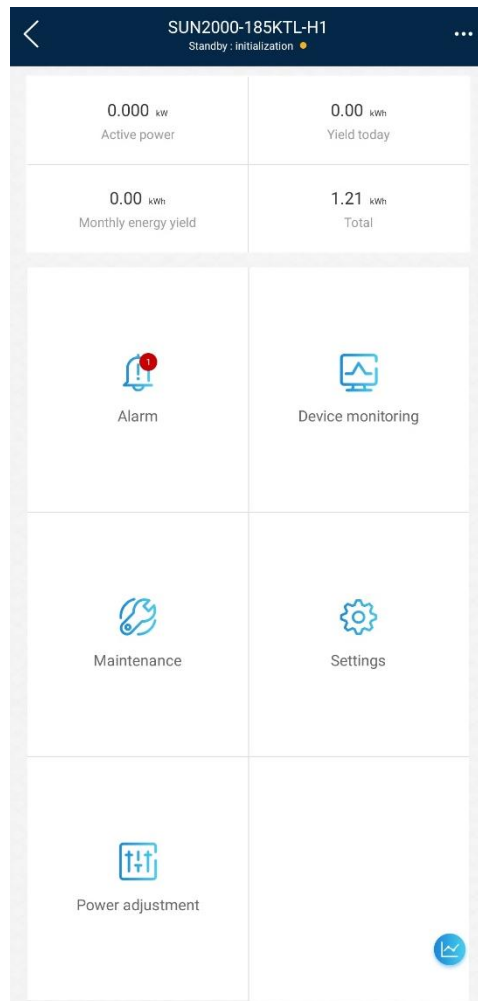 SUN2000-185KTL-H1
Standby : initialization
0.000 kW
Active power
0.00 kWh
Yield today
0.00 kWh
Monthly energy yield
1.21 kWh
Total
1
Alarm
Device monitoring
Maintenance
Settings
Power adjustment